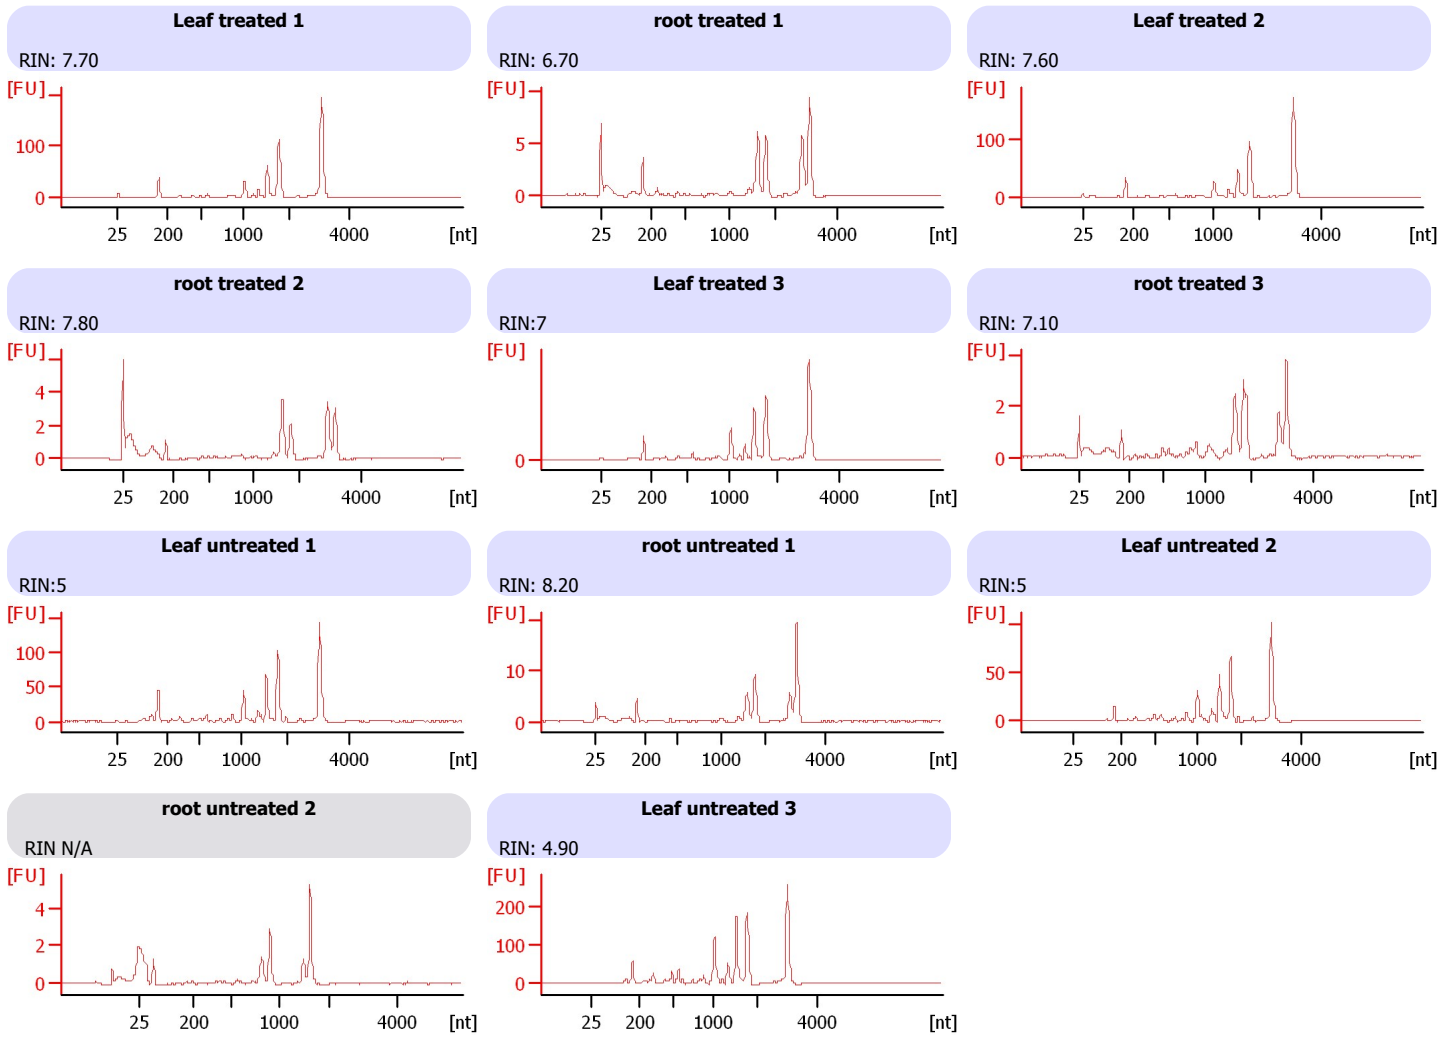 Leaf treated 1
RIN: 7.70
[FU]
100
0
25 200 1000 4000 [nt]
root treated 1
RIN: 6.70
[FU]
5
0
25 200 1000 4000 [nt]
Leaf treated 2
RIN: 7.60
[FU]
100
0
25 200 1000 4000 [nt]
root treated 2
RIN: 7.80
[FU]
4
2
0
25 200 1000 4000 [nt]
Leaf treated 3
RIN:7
[FU]
0
25 200 1000 4000 [nt]
root treated 3
RIN: 7.10
[FU]
2
0
25 200 1000 4000 [nt]
Leaf untreated 1
RIN:5
[FU]
100
50
0
25 200 1000 4000 [nt]
root untreated 1
RIN: 8.20
[FU]
10
0
25 200 1000 4000 [nt]
Leaf untreated 2
RIN:5
[FU]
50
0
25 200 1000 4000 [nt]
root untreated 2
RIN N/A
[FU]
4
2
0
25 200 1000 4000 [nt]
Leaf untreated 3
RIN: 4.90
[FU]
200
100
0
25 200 1000 4000 [nt]